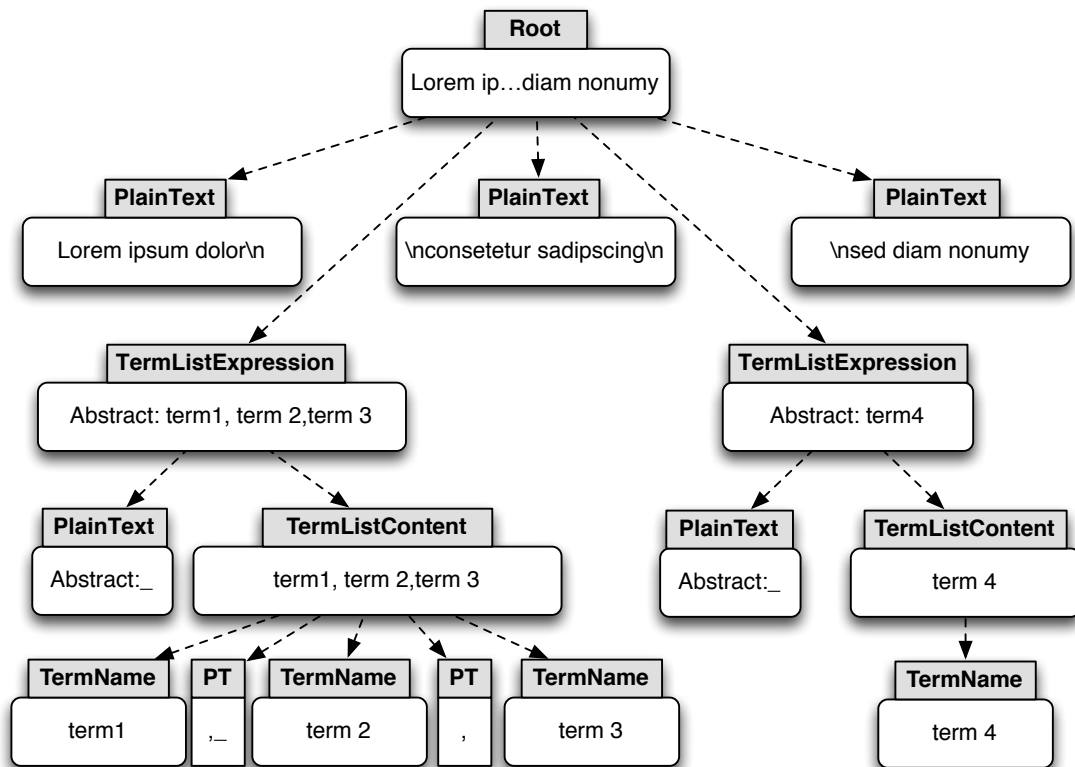 Root
Lorem ip…diam nonumy
PlainText
PlainText
PlainText
Lorem ipsum dolor\n
\nconsetetur sadipscing\n
\nsed diam nonumy
TermListExpression
TermListExpression
Abstract: term1, term 2,term 3
Abstract: term4
PlainText
TermListContent
PlainText
TermListContent
Abstract:_
term1, term 2,term 3
Abstract:_
term 4
TermName
PT
TermName
PT
TermName
TermName
term1
,_
term 2
,
term 3
term 4